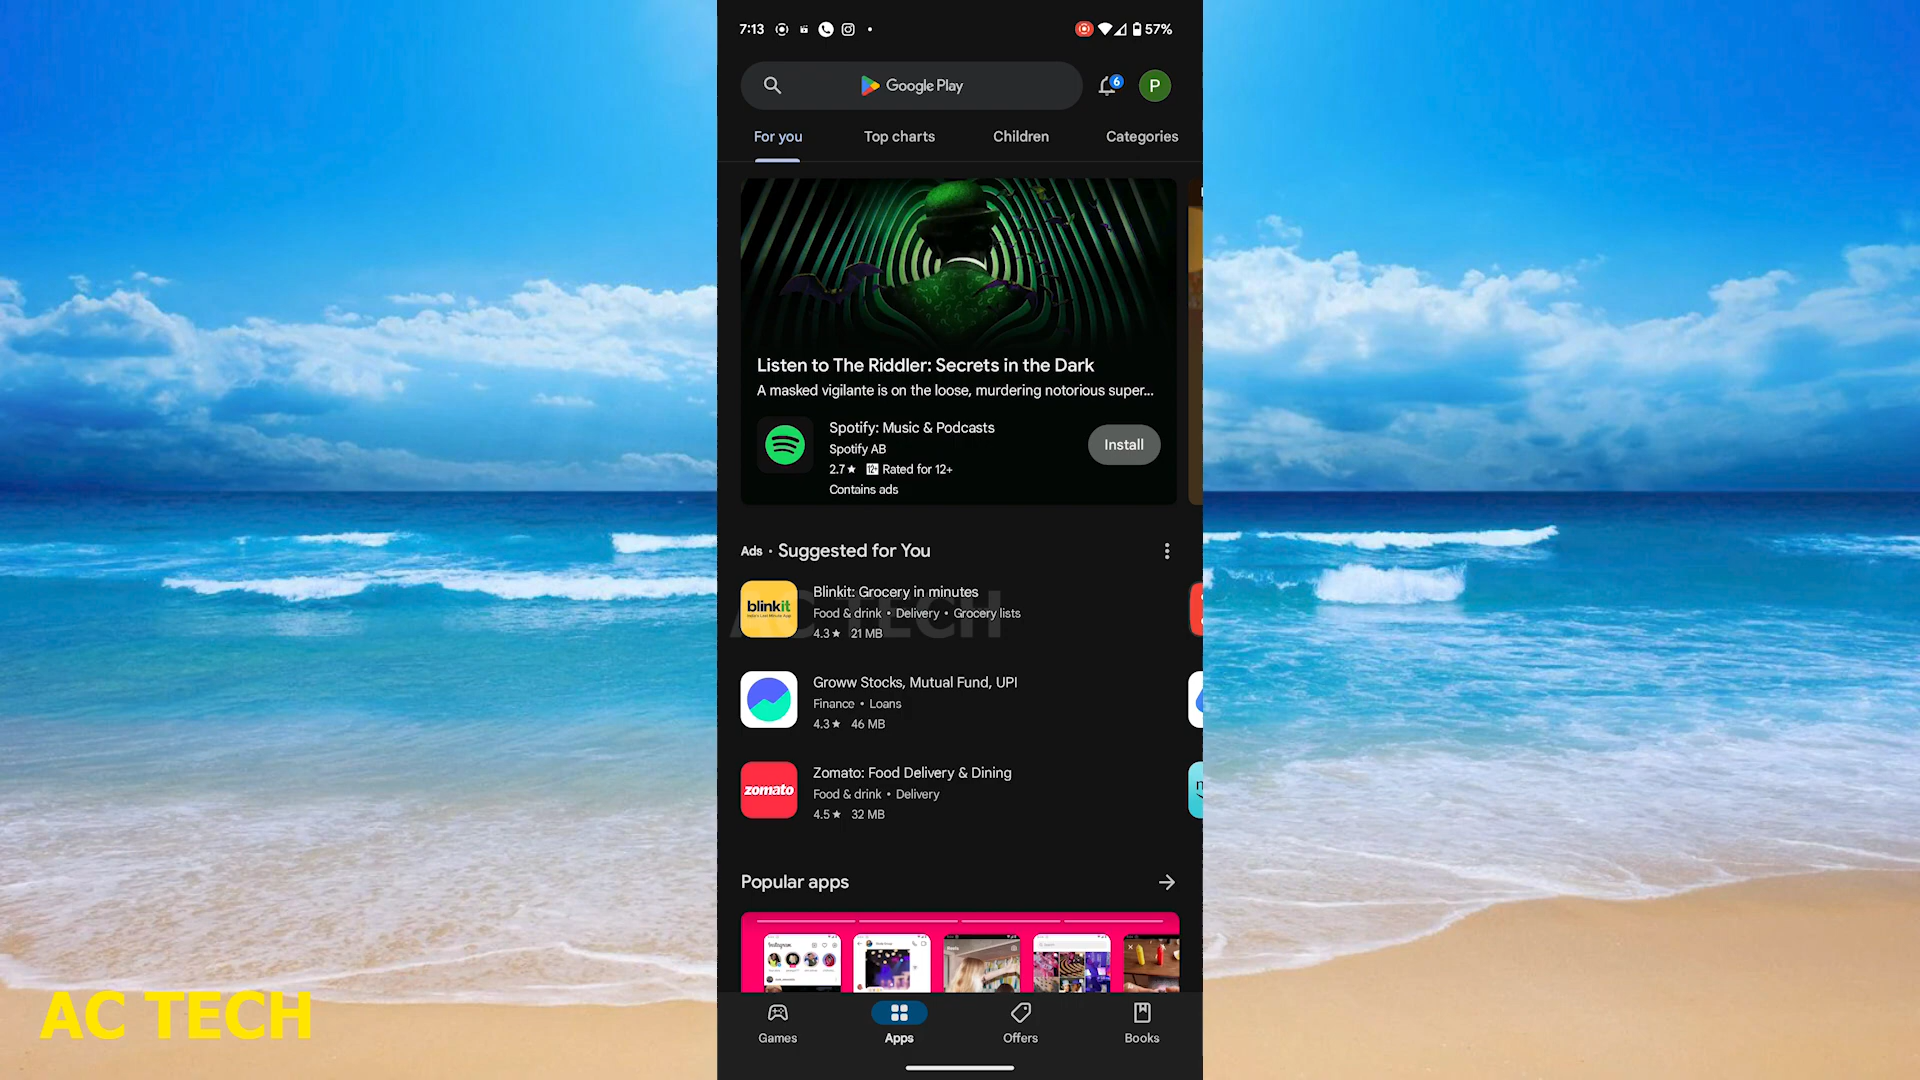 7:13
57%
Google Play
6
P
For you
Top charts
Children
Categories
Listen to The Riddler: Secrets in the Dark
A masked vigilante is on the loose, murdering notorious super...
Spotify: Music & Podcasts
Spotify AB
2.7★ 12+ Rated for 12+
Contains ads
Install
Ads • Suggested for You
blinkit
Blinkit: Grocery in minutes
Food & drink • Delivery • Grocery lists
4.3★ 21 MB
AC TECH
Groww Stocks, Mutual Fund, UPI
Finance • Loans
4.3★ 46 MB
zomato
Zomato: Food Delivery & Dining
Food & drink • Delivery
4.5★ 32 MB
Popular apps
Instagram
Games
Apps
Offers
Books
AC TECH